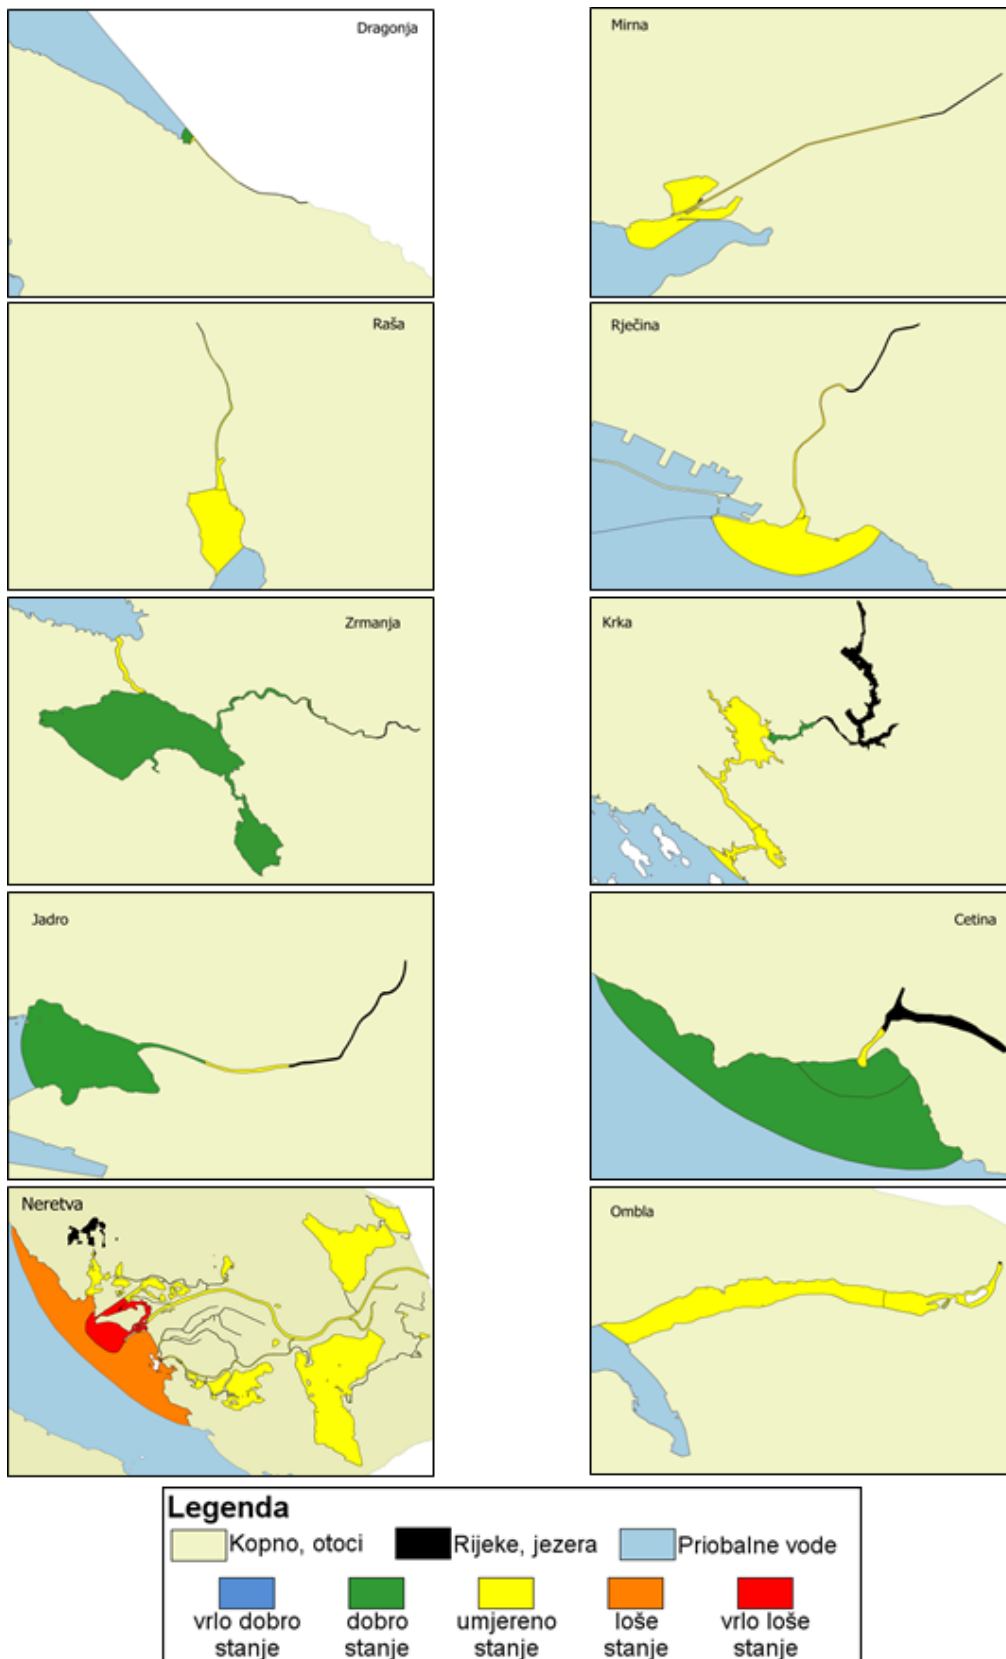 Dragonja
Mirna
Raša
Rječina
Zrmanja
Krka
Jadro
Cetina
Neretva
Ombla
Legenda
Kopno, otoci
Rijeke, jezera
Priobalne vode
vrlo dobro
stanje
dobro
stanje
umjereno
stanje
loše
stanje
vrlo loše
stanje